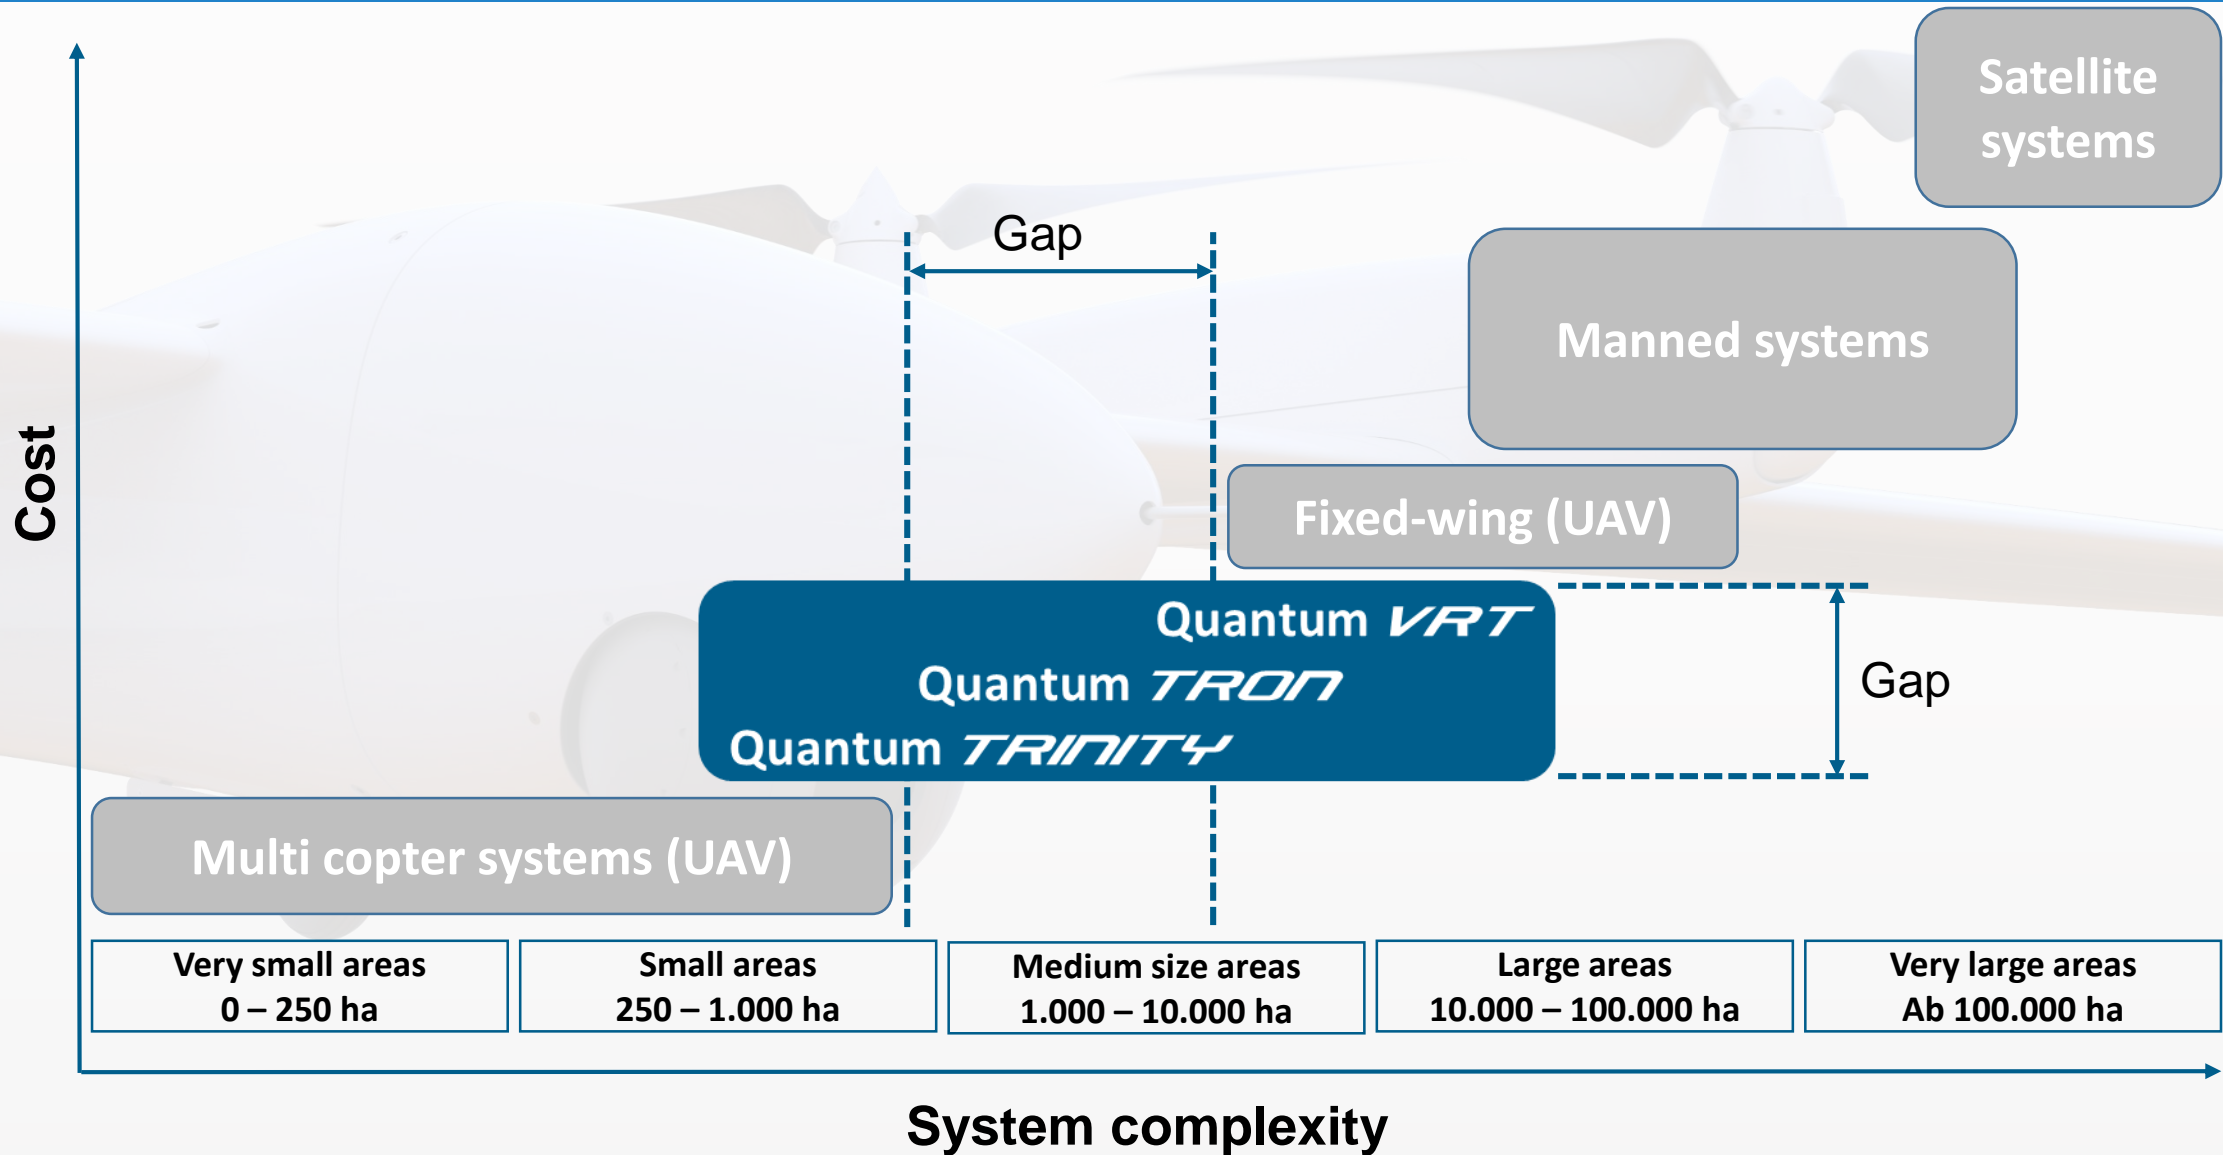 Satellite
systems
Gap
Manned systems
Cost
Fixed-wing (UAV)
Quantum VRT
Quantum TRON
Gap
Quantum TRINITY
Multi copter systems (UAV)
Very small areas
0 – 250 ha
Small areas
250 – 1.000 ha
Medium size areas
1.000 – 10.000 ha
Large areas
10.000 – 100.000 ha
Very large areas
Ab 100.000 ha
System complexity